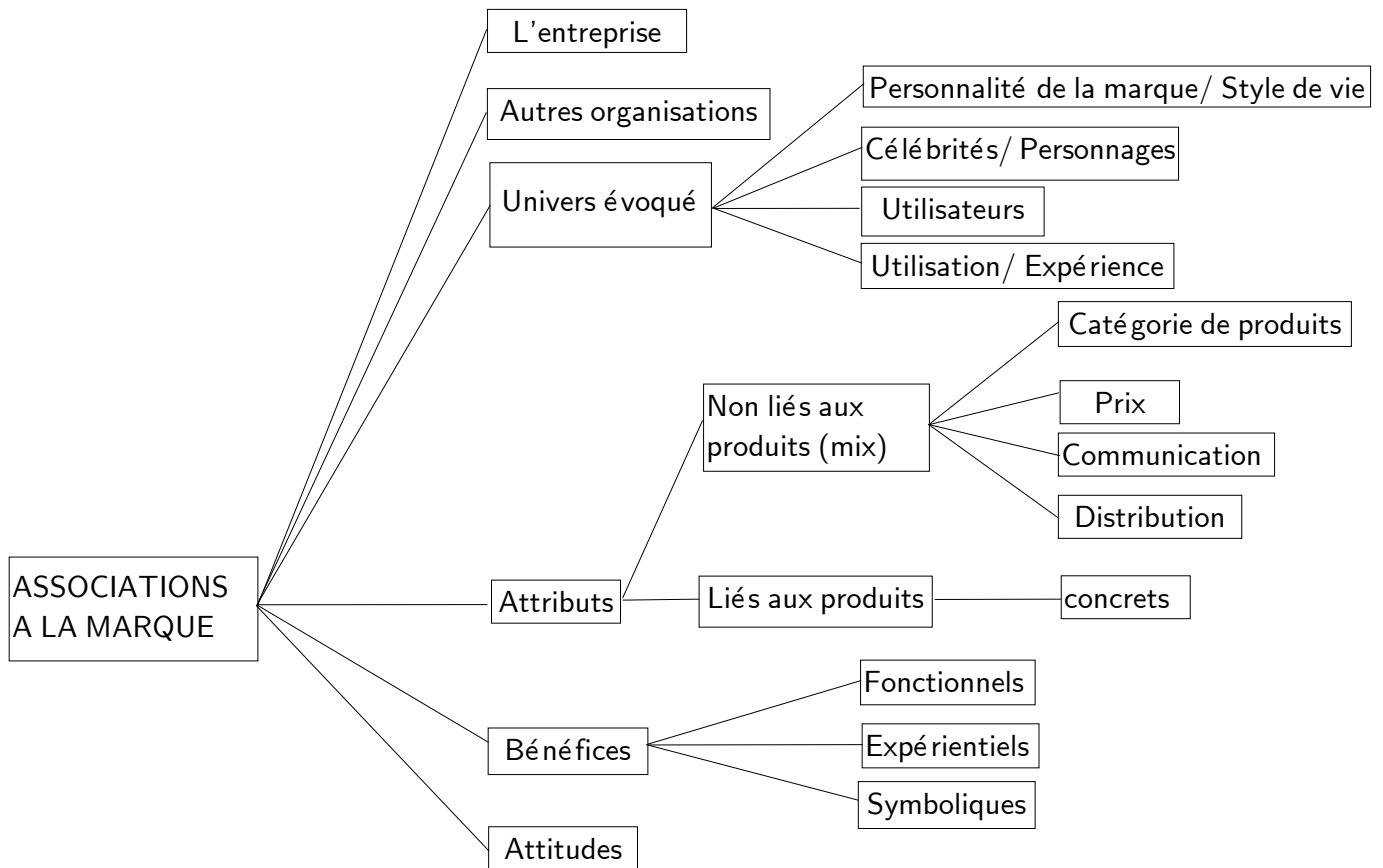 L'entreprise
Personnalité de la marque/ Style de vie
Autres organisations
Célébrités/ Personnages
Univers évoqué
Utilisateurs
Utilisation/ Expérience
Catégorie de produits
Non liés aux
produits (mix)
Prix
Communication
Distribution
ASSOCIATIONS
A LA MARQUE
Attributs
Liés aux produits
concrets
Fonctionnels
Bénéfices
Expérientiels
Symboliques
Attitudes